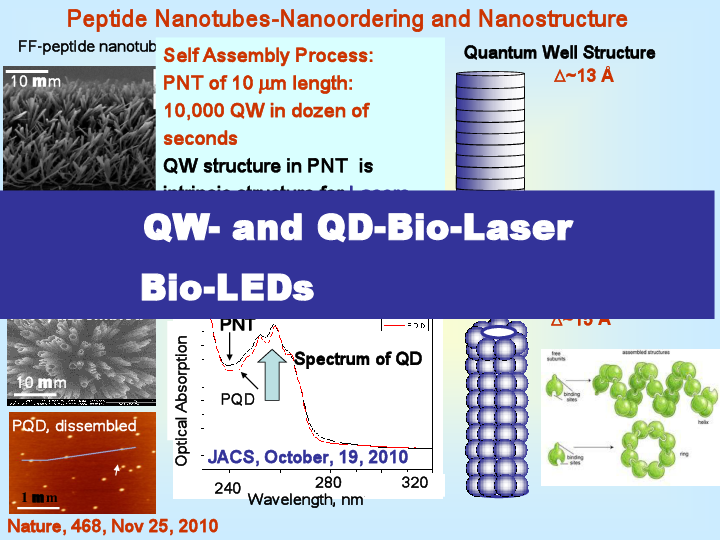 Peptide Nanotubes-Nanoordering and Nanostructure
FF-peptide nanotub
10 mm
Self Assembly Process:
PNT of 10 μm length:
10,000 QW in dozen of
seconds
QW structure in PNT is
intrinsic structure for Lasers
Quantum Well Structure
Δ~13 Å
QW- and QD-Bio-Laser
Bio-LEDs
10 mm
PQD, dissembled
1 mm
Nature, 468, Nov 25, 2010
Optical Absorption
PNT
PQD
Spectrum of QD
JACS, October, 19, 2010
240
280
320
Wavelength, nm
Δ~13 Å
free
subunits
assembled structures
binding
sites
helix
binding
sites
ring